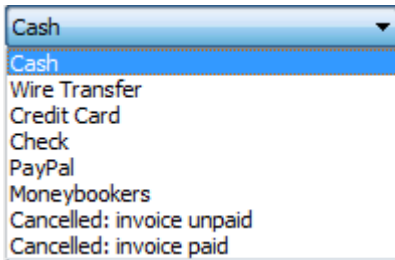 Cash
Cash
Wire Transfer
Credit Card
Check
PayPal
Moneybookers
Cancelled: invoice unpaid
Cancelled: invoice paid